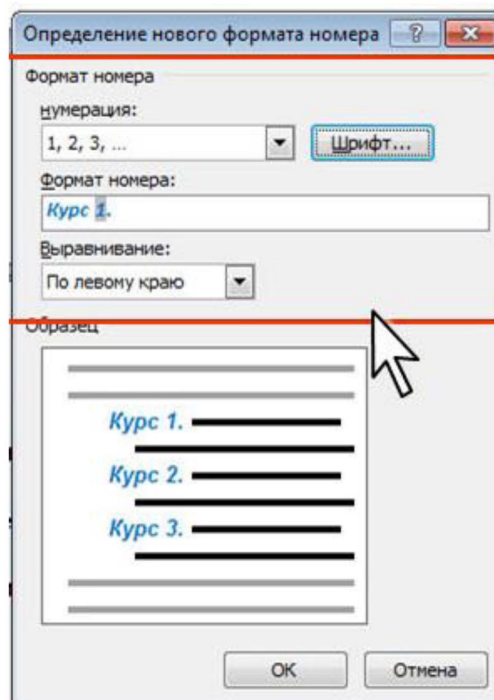 Определение нового формата номера
Формат номера
нумерация:
1, 2, 3, ...
Шрифт...
Формат номера:
Курс 1.
Выравнивание:
По левому краю
Образец
Курс 1.
Курс 2.
Курс 3.
ОК
Отмена